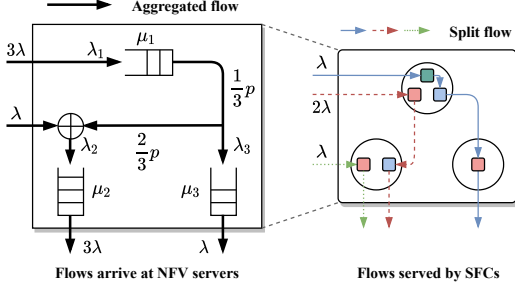 Aggregated flow
3λ
λ₁
μ₁
1/3 p
λ
λ₂
2/3 p
λ₃
μ₂
μ₃
3λ
λ
Flows arrive at NFV servers
Split flow
λ
2λ
λ
Flows served by SFCs